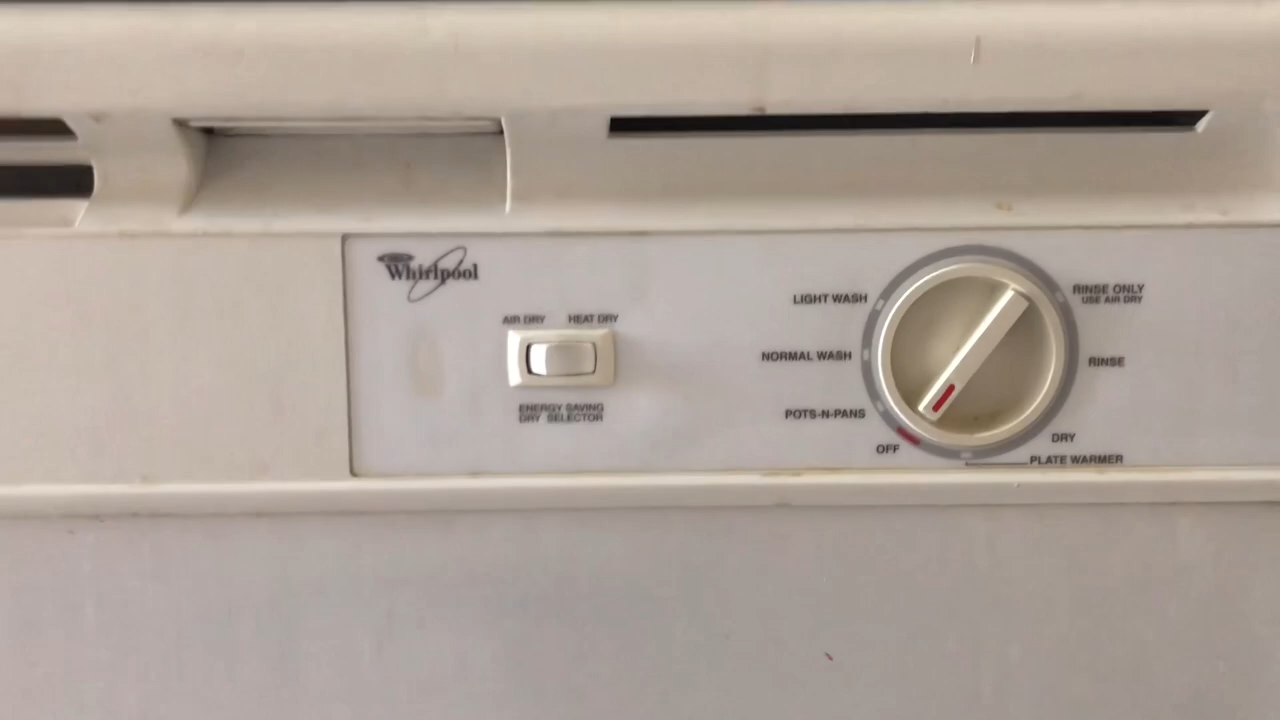 Whirlpool
AIR DRY HEAT DRY
ENERGY SAVING
DRY SELECTOR
LIGHT WASH
NORMAL WASH
POTS-N-PANS
OFF
RINSE ONLY
USE AIR DRY
RINSE
DRY
PLATE WARMER